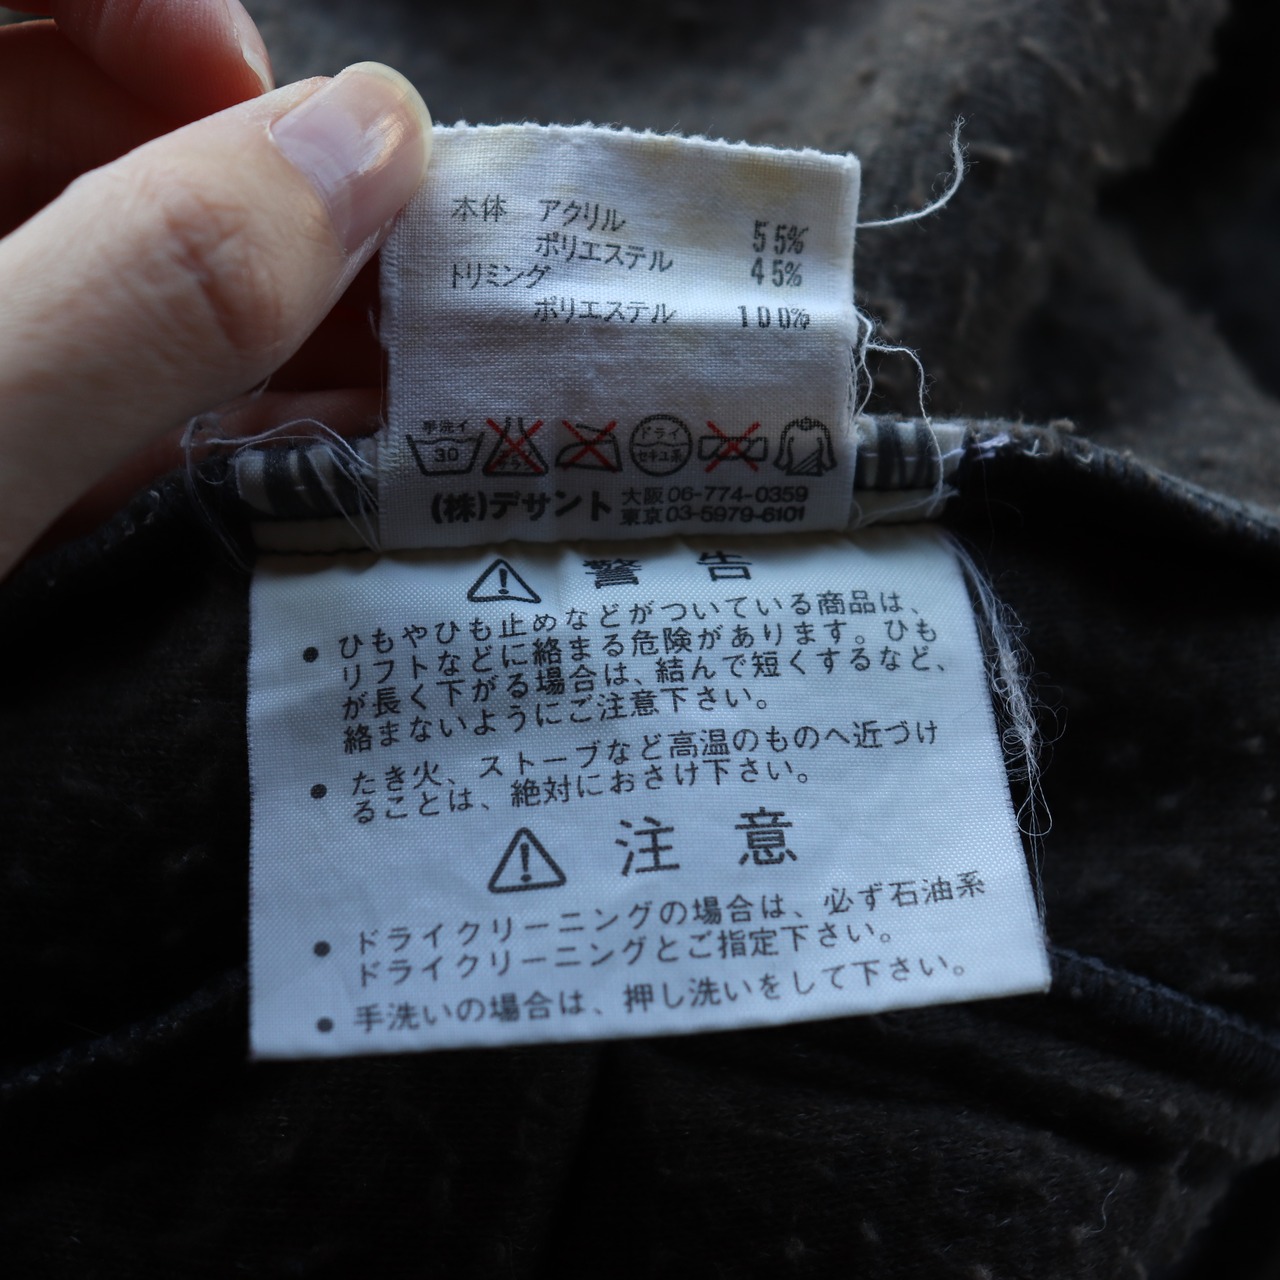 本体 アクリル 55%
ポリエステル 45%
トリミング
ポリエステル 100%
手洗イ
30
ドライ
セキユ系
(株)デサント 大阪06-774-0359
東京03-5979-6101
警告
● ひもやひも止めなどがついている商品は、
リフトなどに絡まる危険があります。ひも
が長く下がる場合は、結んで短くするなど、
絡まないようにご注意下さい。
● たき火、ストーブなど高温のものへ近づけ
ることは、絶対におさけ下さい。
注意
● ドライクリーニングの場合は、必ず石油系
ドライクリーニングとご指定下さい。
● 手洗いの場合は、押し洗いをして下さい。